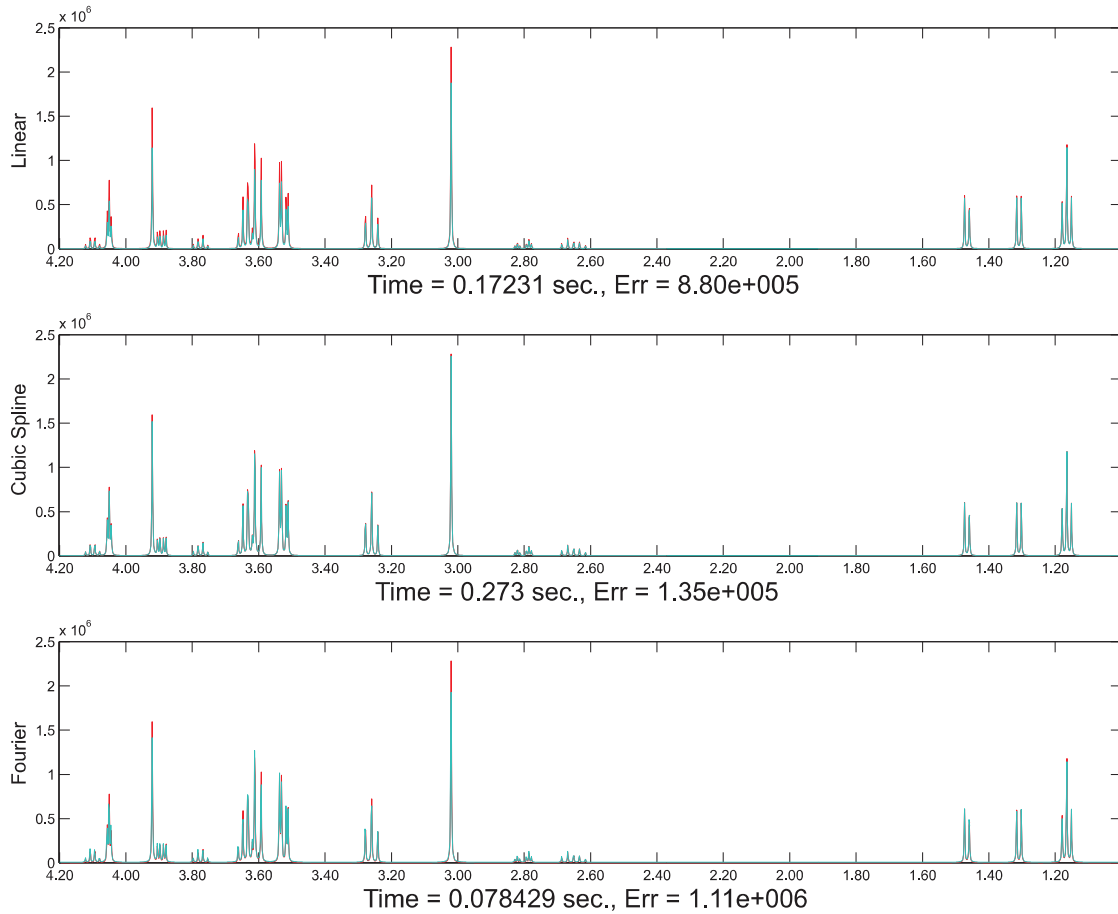 x 10⁶
2.5
2
1.5
1
0.5
0
Linear
4.20 4.00 3.80 3.60 3.40 3.20 3.00 2.80 2.60 2.40 2.20 2.00 1.80 1.60 1.40 1.20
Time = 0.17231 sec., Err = 8.80e+005
x 10⁶
2.5
2
1.5
1
0.5
0
Cubic Spline
4.20 4.00 3.80 3.60 3.40 3.20 3.00 2.80 2.60 2.40 2.20 2.00 1.80 1.60 1.40 1.20
Time = 0.273 sec., Err = 1.35e+005
x 10⁶
2.5
2
1.5
1
0.5
0
Fourier
4.20 4.00 3.80 3.60 3.40 3.20 3.00 2.80 2.60 2.40 2.20 2.00 1.80 1.60 1.40 1.20
Time = 0.078429 sec., Err = 1.11e+006